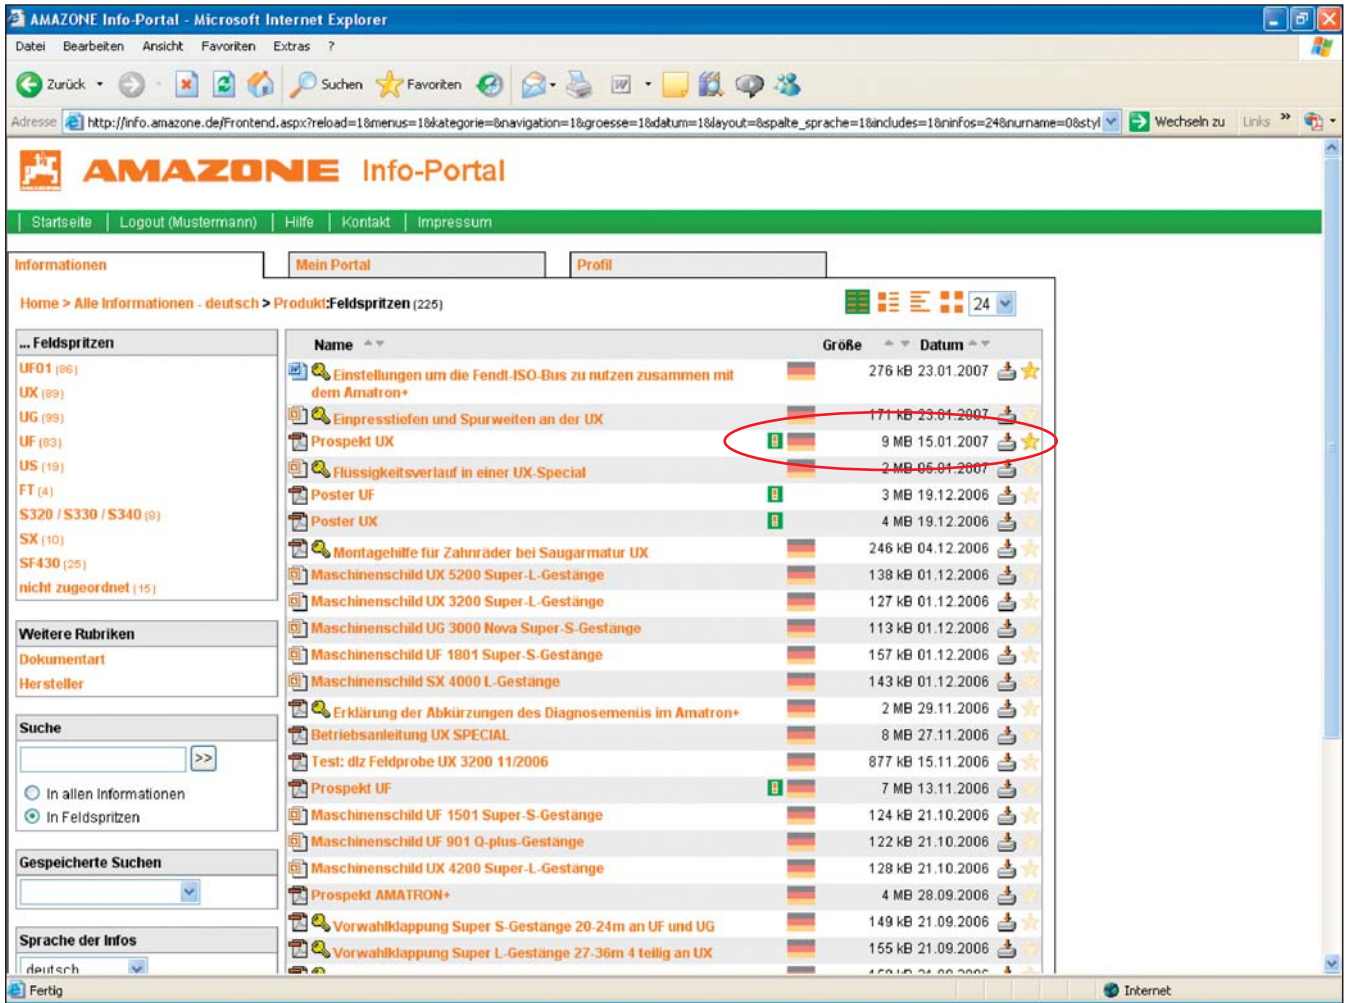 AMAZONE Info-Portal - Microsoft Internet Explorer
Datei Bearbeiten Ansicht Favoriten Extras ?
Zurück Suchen Favoriten
Adresse http://info.amazone.de/Frontend.aspx?reload=1&menus=1&kategorie=&navigation=1&groesse=1&datum=1&layout=&spalte_sprache=1&includes=1&ninfos=24&nurname=0&styl Wechseln zu Links »
AMAZONE Info-Portal
Startseite | Logout (Mustermann) | Hilfe | Kontakt | Impressum
Informationen Mein Portal Profil
Home > Alle Informationen - deutsch > Produkt:Feldspritzen (225) 24
... Feldspritzen
UF01 (86)
UX (89)
UG (99)
UF (83)
US (19)
FT (4)
S320 / S330 / S340 (8)
SX (10)
SF430 (25)
nicht zugeordnet (15)
Weitere Rubriken
Dokumentart
Hersteller
Suche
>>
In allen Informationen
In Feldspritzen
Gespeicherte Suchen
Sprache der Infos
deutsch
Name Größe Datum
Einstellungen um die Fendt-ISO-Bus zu nutzen zusammen mit 276 kB 23.01.2007
dem Amatron+
Einpresstiefen und Spurweiten an der UX 171 kB 23.01.2007
Prospekt UX 9 MB 15.01.2007
Flüssigkeitsverlauf in einer UX-Special 2 MB 05.01.2007
Poster UF 3 MB 19.12.2006
Poster UX 4 MB 19.12.2006
Montagehilfe für Zahnräder bei Saugarmatur UX 246 kB 04.12.2006
Maschinenschild UX 5200 Super-L-Gestänge 138 kB 01.12.2006
Maschinenschild UX 3200 Super-L-Gestänge 127 kB 01.12.2006
Maschinenschild UG 3000 Nova Super-S-Gestänge 113 kB 01.12.2006
Maschinenschild UF 1801 Super-S-Gestänge 157 kB 01.12.2006
Maschinenschild SX 4000 L-Gestänge 143 kB 01.12.2006
Erklärung der Abkürzungen des Diagnosemenüs im Amatron+ 2 MB 29.11.2006
Betriebsanleitung UX SPECIAL 8 MB 27.11.2006
Test: dlz Feldprobe UX 3200 11/2006 877 kB 15.11.2006
Prospekt UF 7 MB 13.11.2006
Maschinenschild UF 1501 Super-S-Gestänge 124 kB 21.10.2006
Maschinenschild UF 901 Q-plus-Gestänge 122 kB 21.10.2006
Maschinenschild UX 4200 Super-L-Gestänge 128 kB 21.10.2006
Prospekt AMATRON+ 4 MB 28.09.2006
Vorwahlklappung Super S-Gestänge 20-24m an UF und UG 149 kB 21.09.2006
Vorwahlklappung Super L-Gestänge 27-36m 4 teilig an UX 155 kB 21.09.2006
Fertig Internet